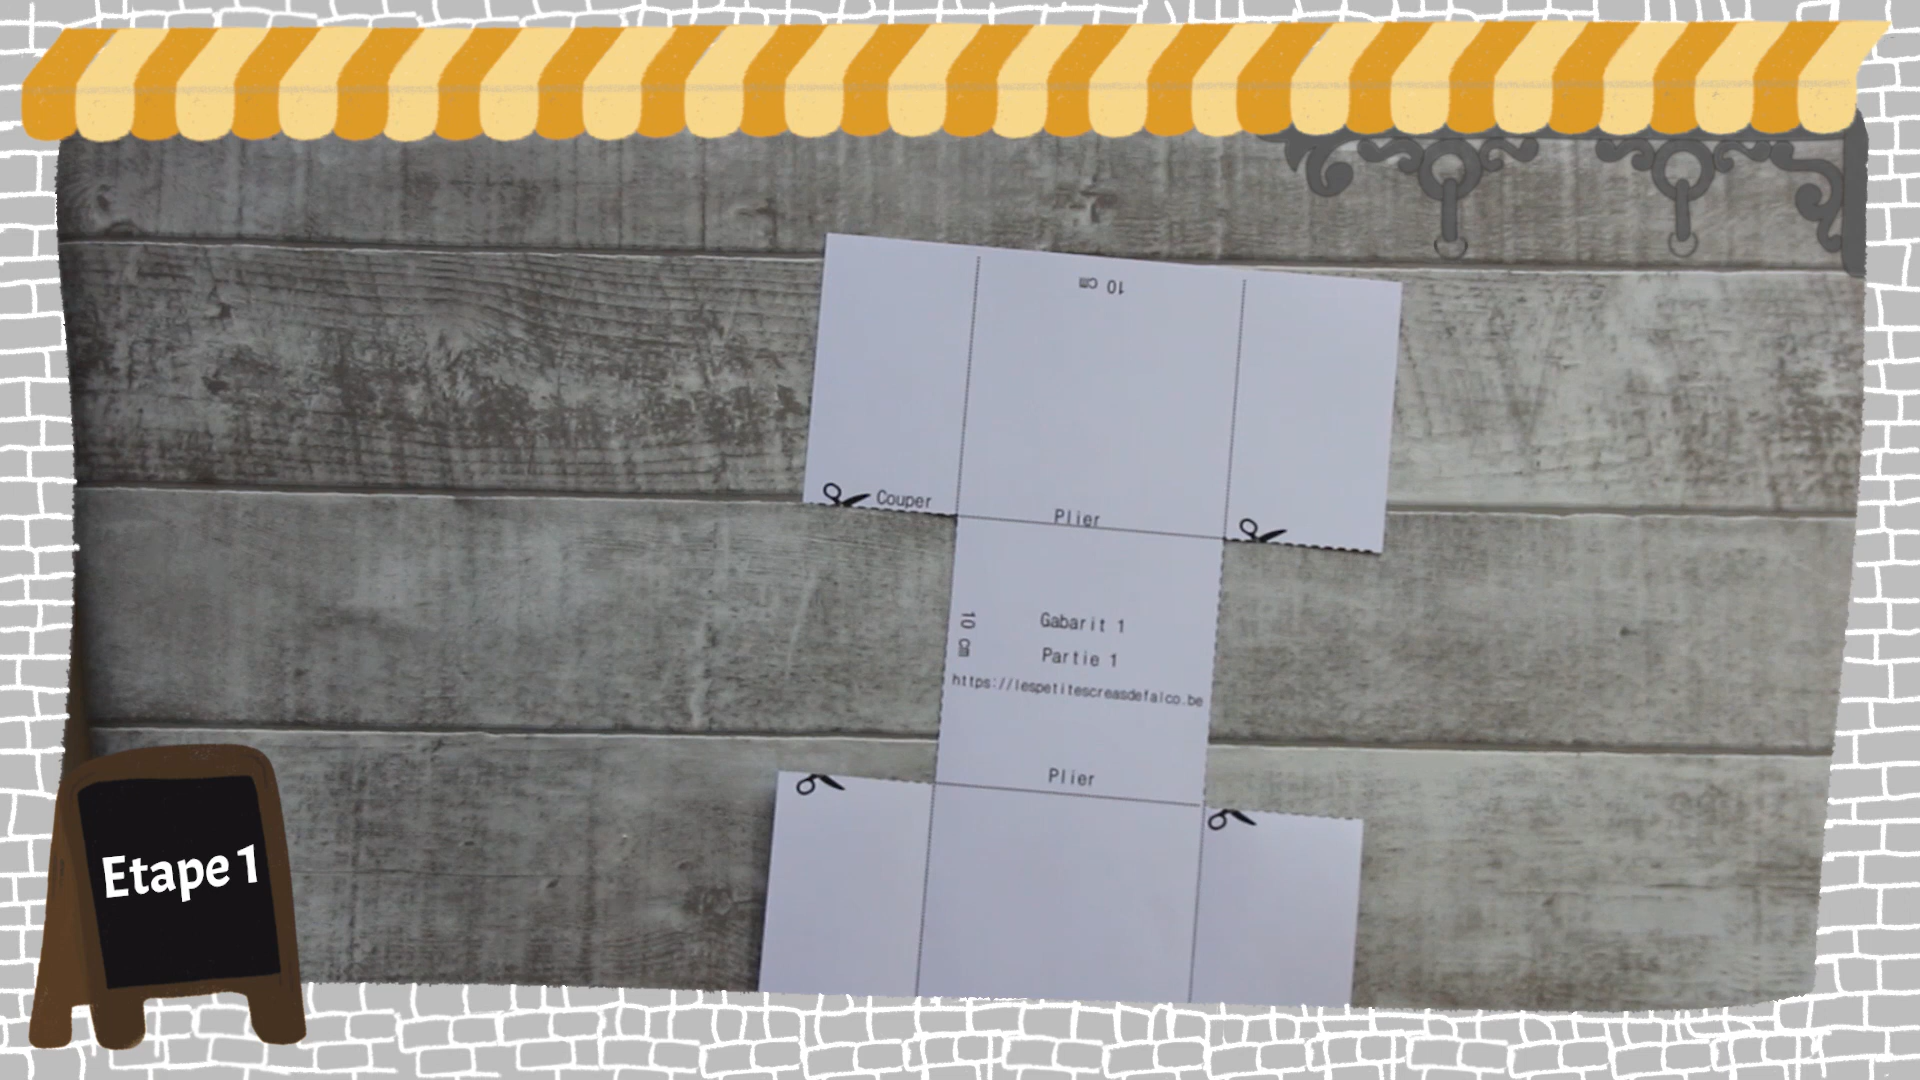 10 cm
Couper
Plier
10 cm
Gabarit 1
Partie 1
https://lespetitescreasdefalco.be
Plier
Etape 1